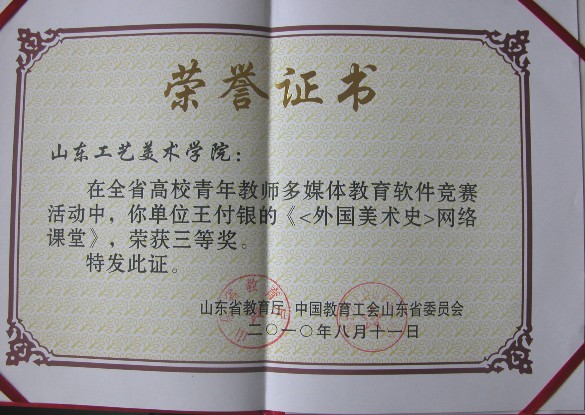 荣誉证书
山东工艺美术学院：
在全省高校青年教师多媒体教育软件竞赛
活动中，你单位王付银的《<外国美术史>网络
课堂》，荣获三等奖。
特发此证。
山东省教育厅 中国教育工会山东省委员会
二〇一〇年八月十一日